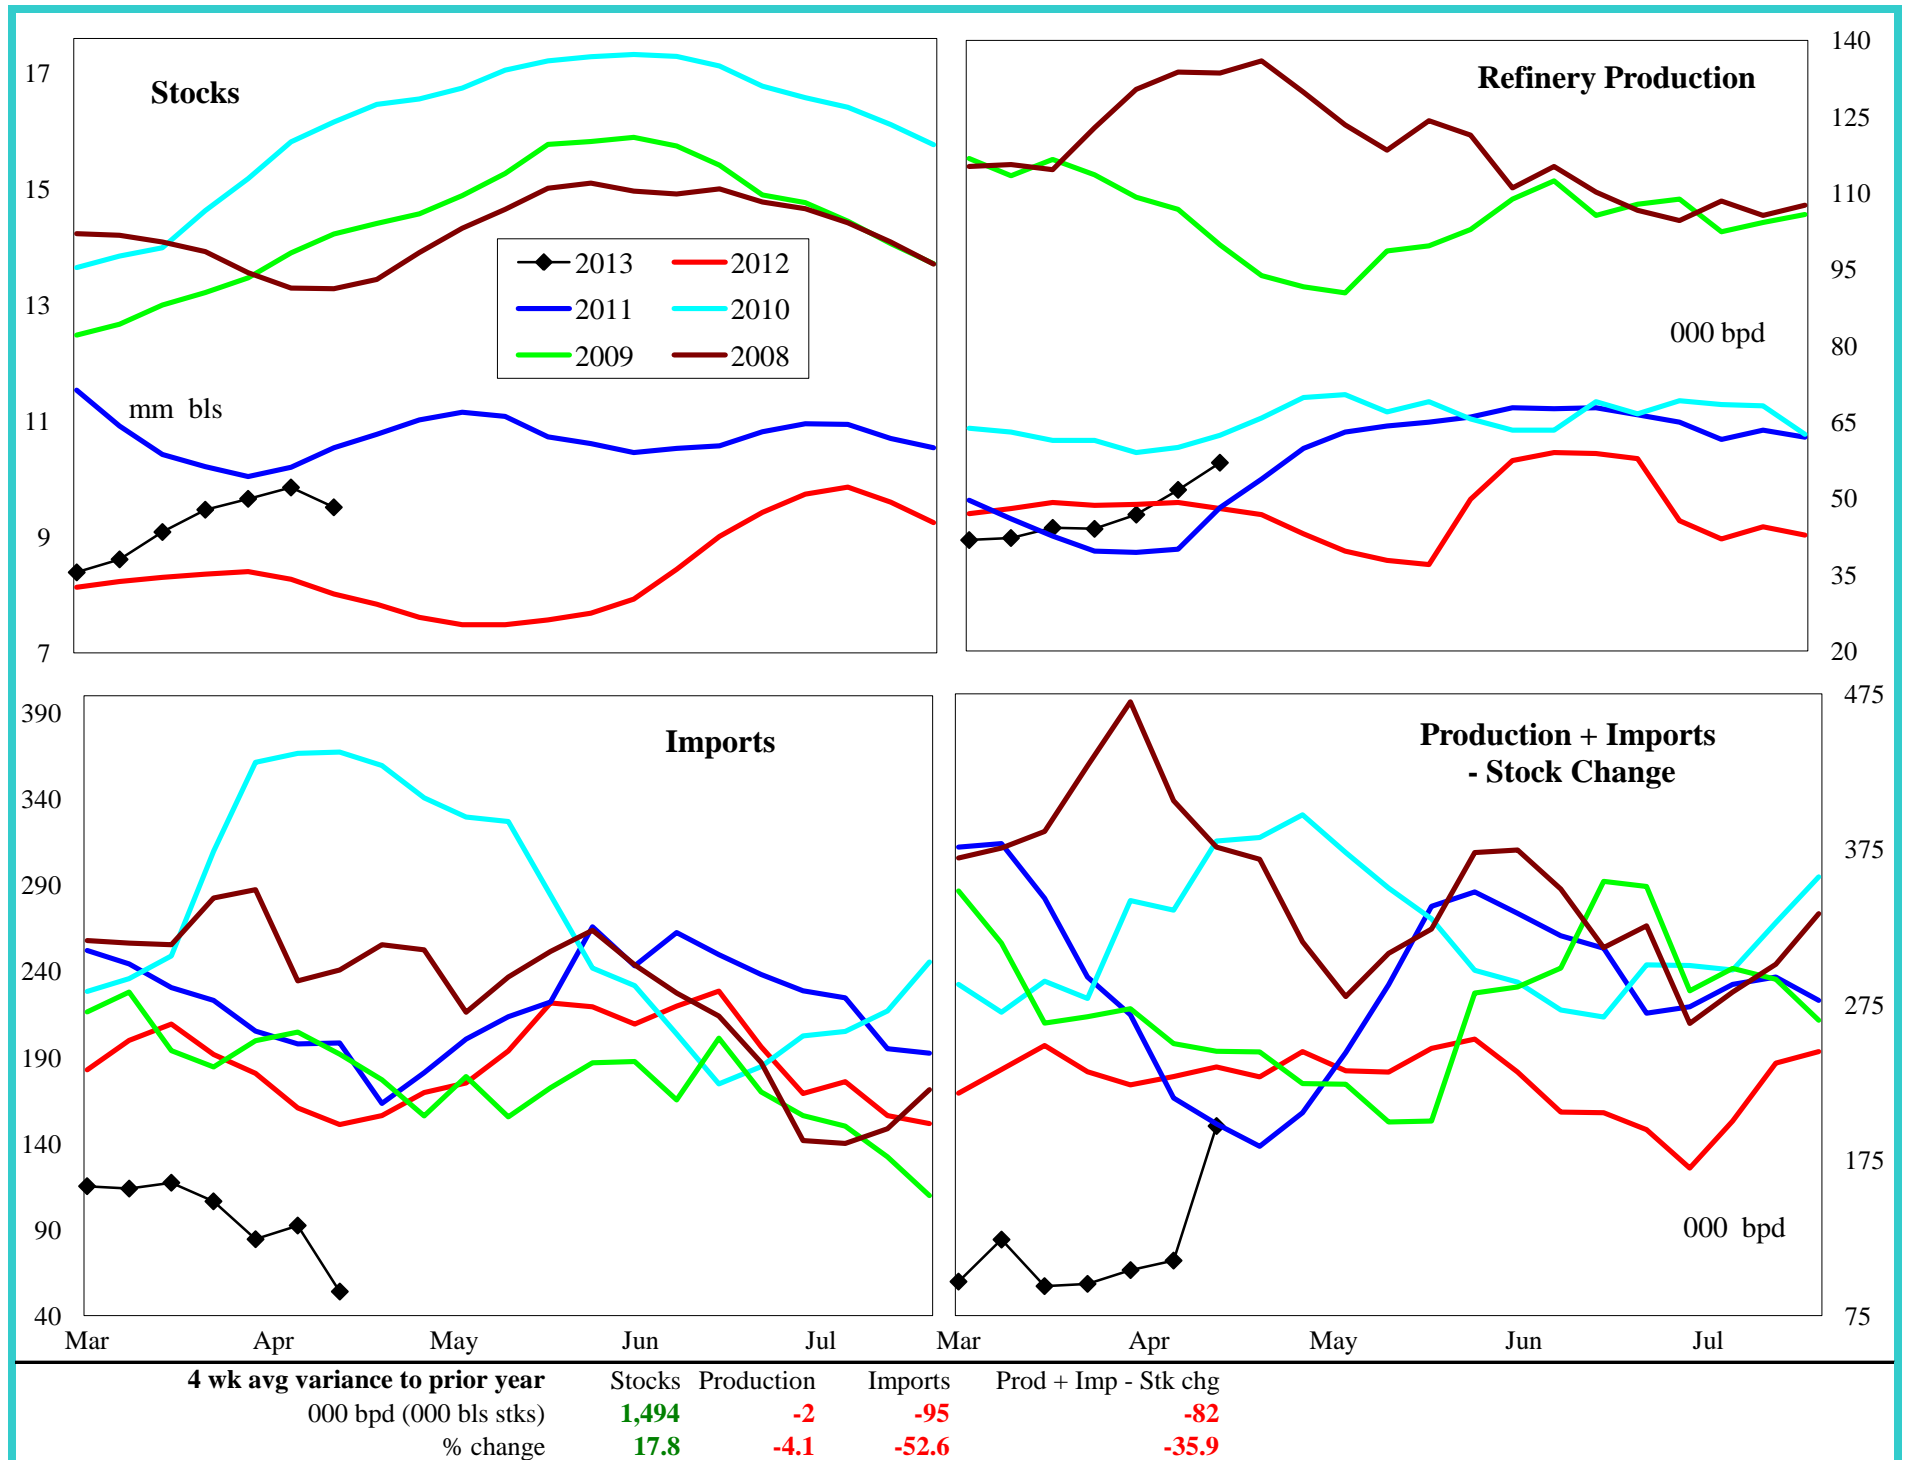 Stocks
17
15
13
11
9
7
mm bls
2013 2012
2011 2010
2009 2008
Refinery Production
140
125
110
95
80
65
50
35
20
000 bpd
Imports
390
340
290
240
190
140
90
40
Mar Apr May Jun Jul
Production + Imports
- Stock Change
475
375
275
175
75
000 bpd
Mar Apr May Jun Jul
4 wk avg variance to prior year Stocks Production Imports Prod + Imp - Stk chg
000 bpd (000 bls stks) 1,494 -2 -95 -82
% change 17.8 -4.1 -52.6 -35.9